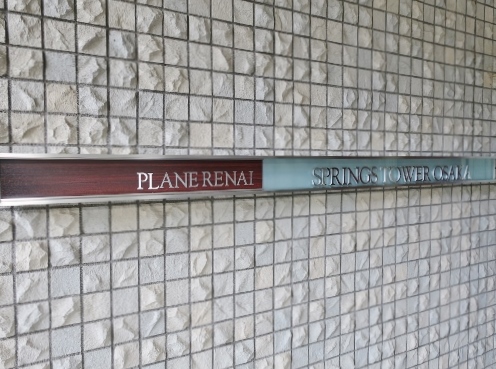 PLANE RENAI SPRINGS TOWER OSAKA